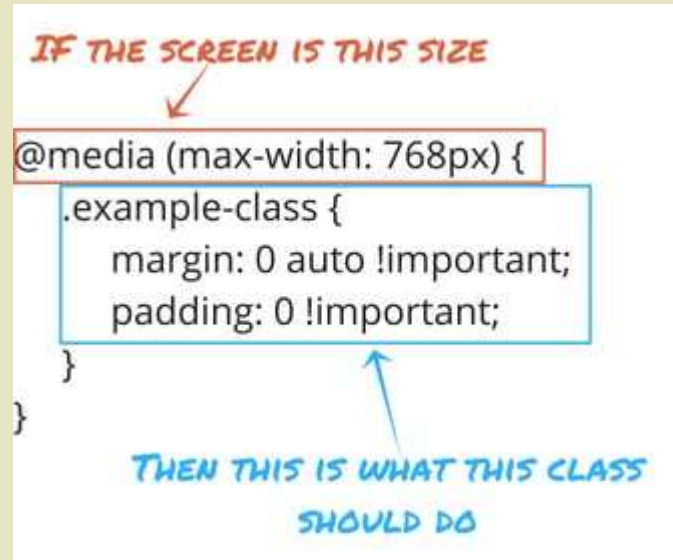 IF THE SCREEN IS THIS SIZE
@media (max-width: 768px) {
.example-class {
margin: 0 auto !important;
padding: 0 !important;
}
}
THEN THIS IS WHAT THIS CLASS
SHOULD DO